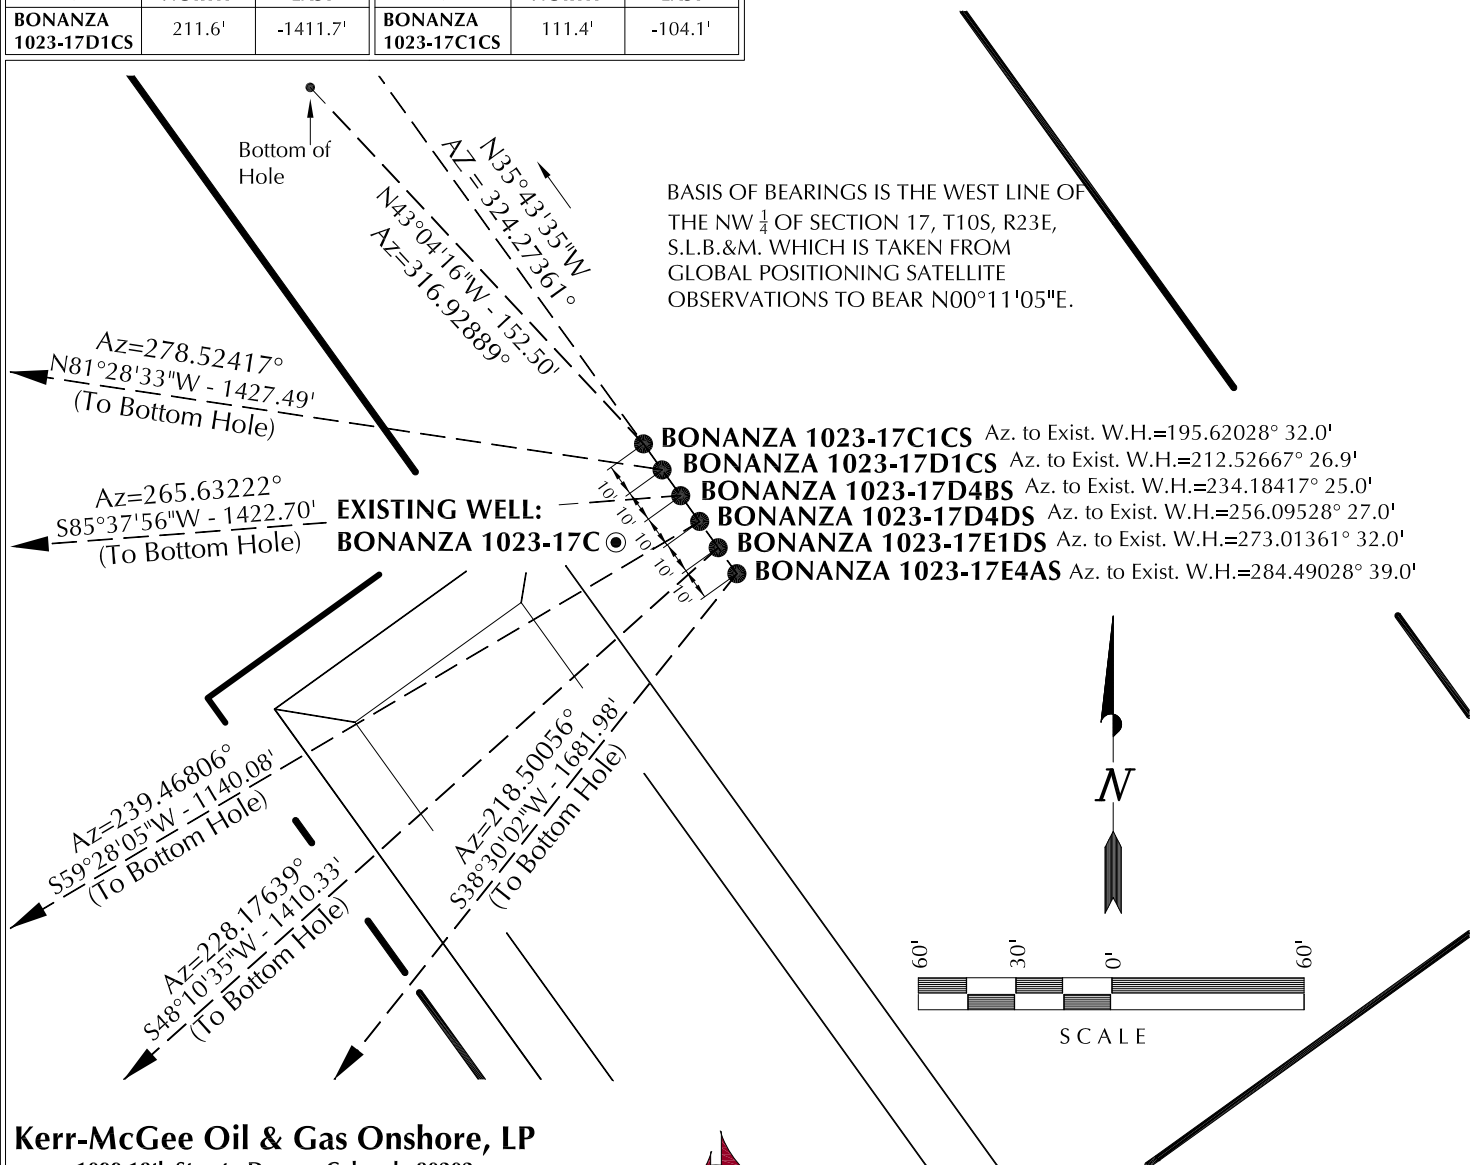 BONANZA 1023-17D1CS 211.6' -1411.7' BONANZA 1023-17C1CS 111.4' -104.1'
Bottom of
Hole
N35°43'35"W
AZ = 324.27361°
N43°04'16"W - 152.50'
Az=316.92889°
BASIS OF BEARINGS IS THE WEST LINE OF
THE NW 1/4 OF SECTION 17, T10S, R23E,
S.L.B.&M. WHICH IS TAKEN FROM
GLOBAL POSITIONING SATELLITE
OBSERVATIONS TO BEAR N00°11'05"E.
Az=278.52417°
N81°28'33"W - 1427.49'
(To Bottom Hole)
BONANZA 1023-17C1CS Az. to Exist. W.H.=195.62028° 32.0'
BONANZA 1023-17D1CS Az. to Exist. W.H.=212.52667° 26.9'
BONANZA 1023-17D4BS Az. to Exist. W.H.=234.18417° 25.0'
BONANZA 1023-17D4DS Az. to Exist. W.H.=256.09528° 27.0'
BONANZA 1023-17E1DS Az. to Exist. W.H.=273.01361° 32.0'
BONANZA 1023-17E4AS Az. to Exist. W.H.=284.49028° 39.0'
10'
10'
10'
10'
10'
Az=265.63222°
S85°37'56"W - 1422.70'
(To Bottom Hole)
EXISTING WELL:
BONANZA 1023-17C
Az=239.46806°
S59°28'05"W - 1140.08'
(To Bottom Hole)
Az=228.17639°
S48°10'35"W - 1410.33'
(To Bottom Hole)
Az=218.50056°
S38°30'02"W - 1681.98'
(To Bottom Hole)
N
60' 30' 0' 60'
SCALE
Kerr-McGee Oil & Gas Onshore, LP